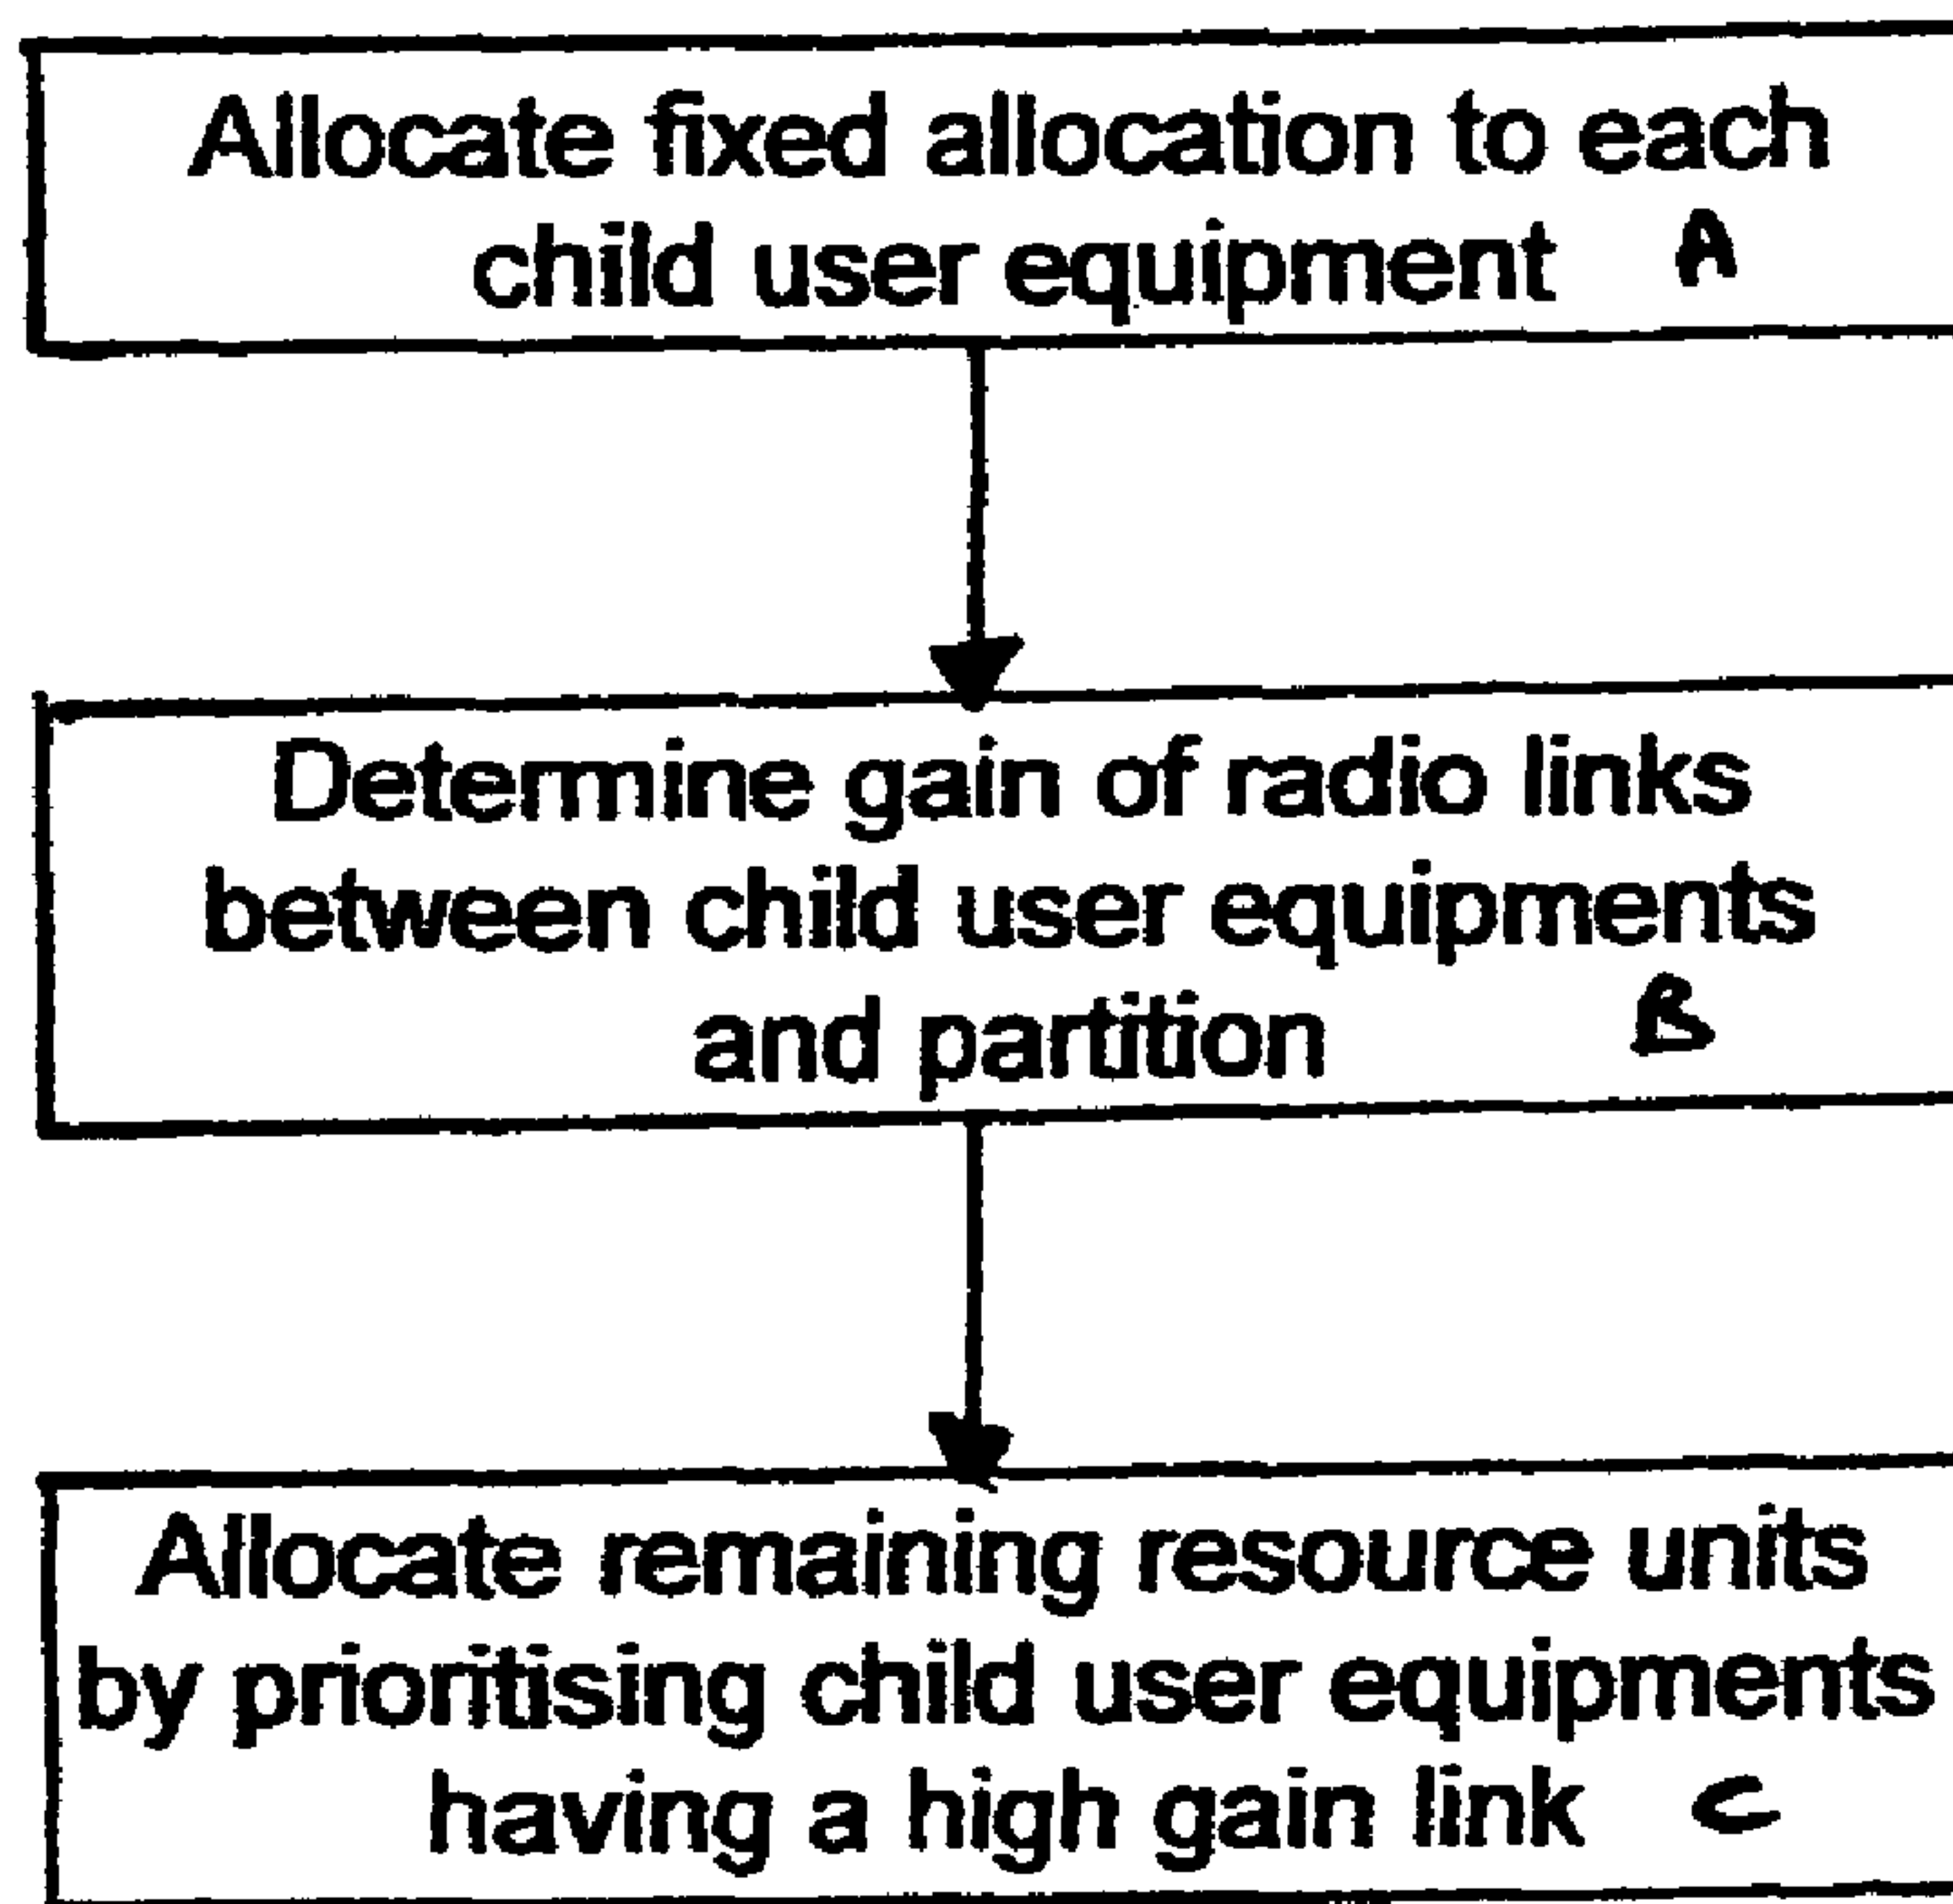 Allocate fixed allocation to each
child user equipment A
Determine gain of radio links
between child user equipments
and partition B
Allocate remaining resource units
by prioritising child user equipments
having a high gain link C